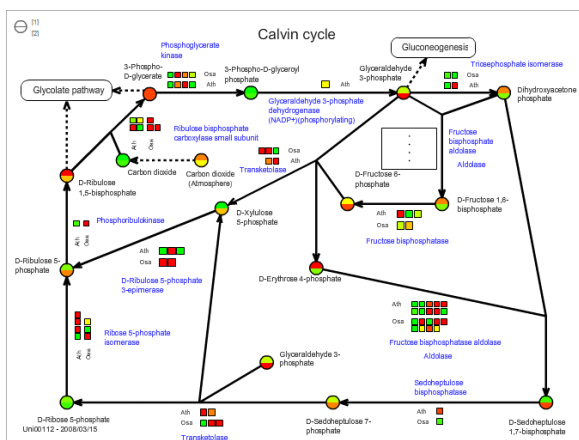 [1]
[2]
Calvin cycle
Phosphoglycerate
kinase
3-Phospho-
D-glycerate
Osa
Ath
3-Phospho-D-glyceroyl
phosphate
Ath
Glyceraldehyde
3-phosphate
Gluconeogenesis
Triosephosphate isomerase
Osa
Ath
Dihydroxyacetone
phosphate
Glycolate pathway
Glyceraldehyde 3-phosphate
dehydrogenase
(NADP+)(phosphorylating)
Ath
Osa
Ribulose bisphosphate
carboxylase small subunit
Fructose
bisphosphate
aldolase
Aldolase
Transketolase
Osa
Ath
Carbon dioxide
Carbon dioxide
(Atmosphere)
D-Ribulose
1,5-bisphosphate
D-Fructose 6-
phosphate
D-Fructose 1,6-
bisphosphate
Ath
Osa
Fructose bisphosphatase
Phosphoribulokinase
Ath
Osa
D-Xylulose
5-phosphate
D-Ribulose 5-
phosphate
Ath
Osa
D-Ribulose 5-phosphate
3-epimerase
D-Erythrose 4-phosphate
Ath
Osa
Fructose bisphosphatase aldolase
Aldolase
Ribose 5-phosphate
isomerase
Ath
Osa
Glyceraldehyde 3-
phosphate
Sedoheptulose
bisphosphatase
Ath
Osa
D-Ribose 5-phosphate
Uni00112 - 2008/03/15
Ath
Osa
Transketolase
D-Sedoheptulose 7-
phosphate
D-Sedoheptulose
1,7-bisphosphate